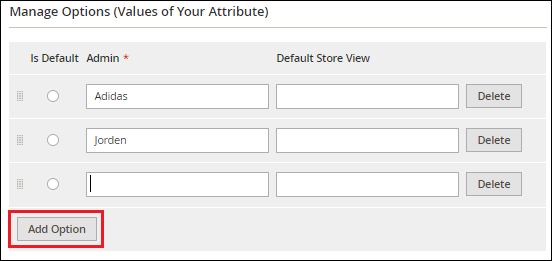 Manage Options (Values of Your Attribute)
Is Default Admin * Default Store View
Adidas Delete
Jorden Delete
Delete
Add Option